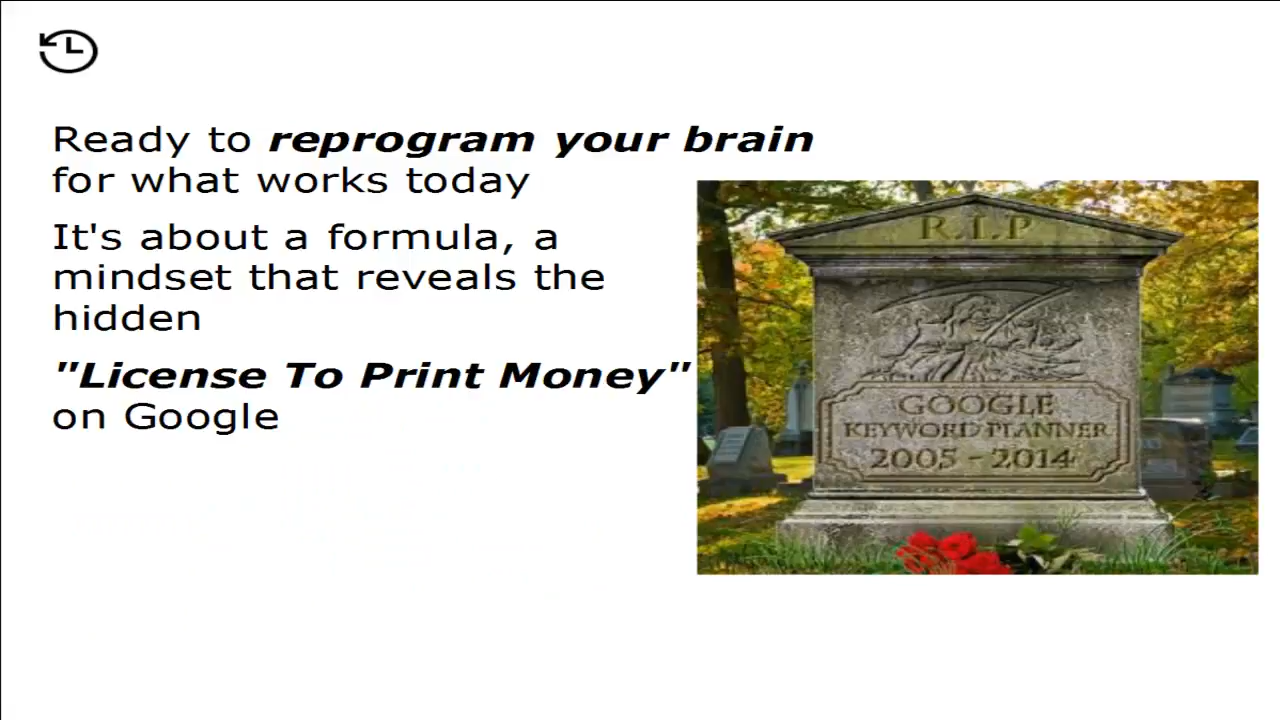 Ready to reprogram your brain
for what works today
It's about a formula, a
mindset that reveals the
hidden
"License To Print Money"
on Google
R.I.P
GOOGLE
KEYWORD PLANNER
2005 - 2014